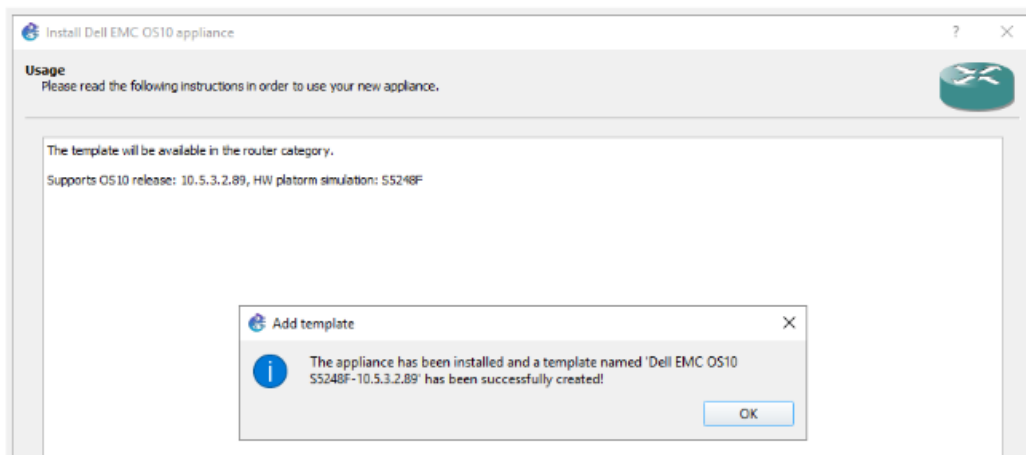 Install Dell EMC OS10 appliance
Usage
Please read the following instructions in order to use your new appliance.
The template will be available in the router category.
Supports OS10 release: 10.5.3.2.89, HW platorm simulation: S5248F
Add template
The appliance has been installed and a template named 'Dell EMC OS10
S5248F-10.5.3.2.89' has been successfully created!
OK